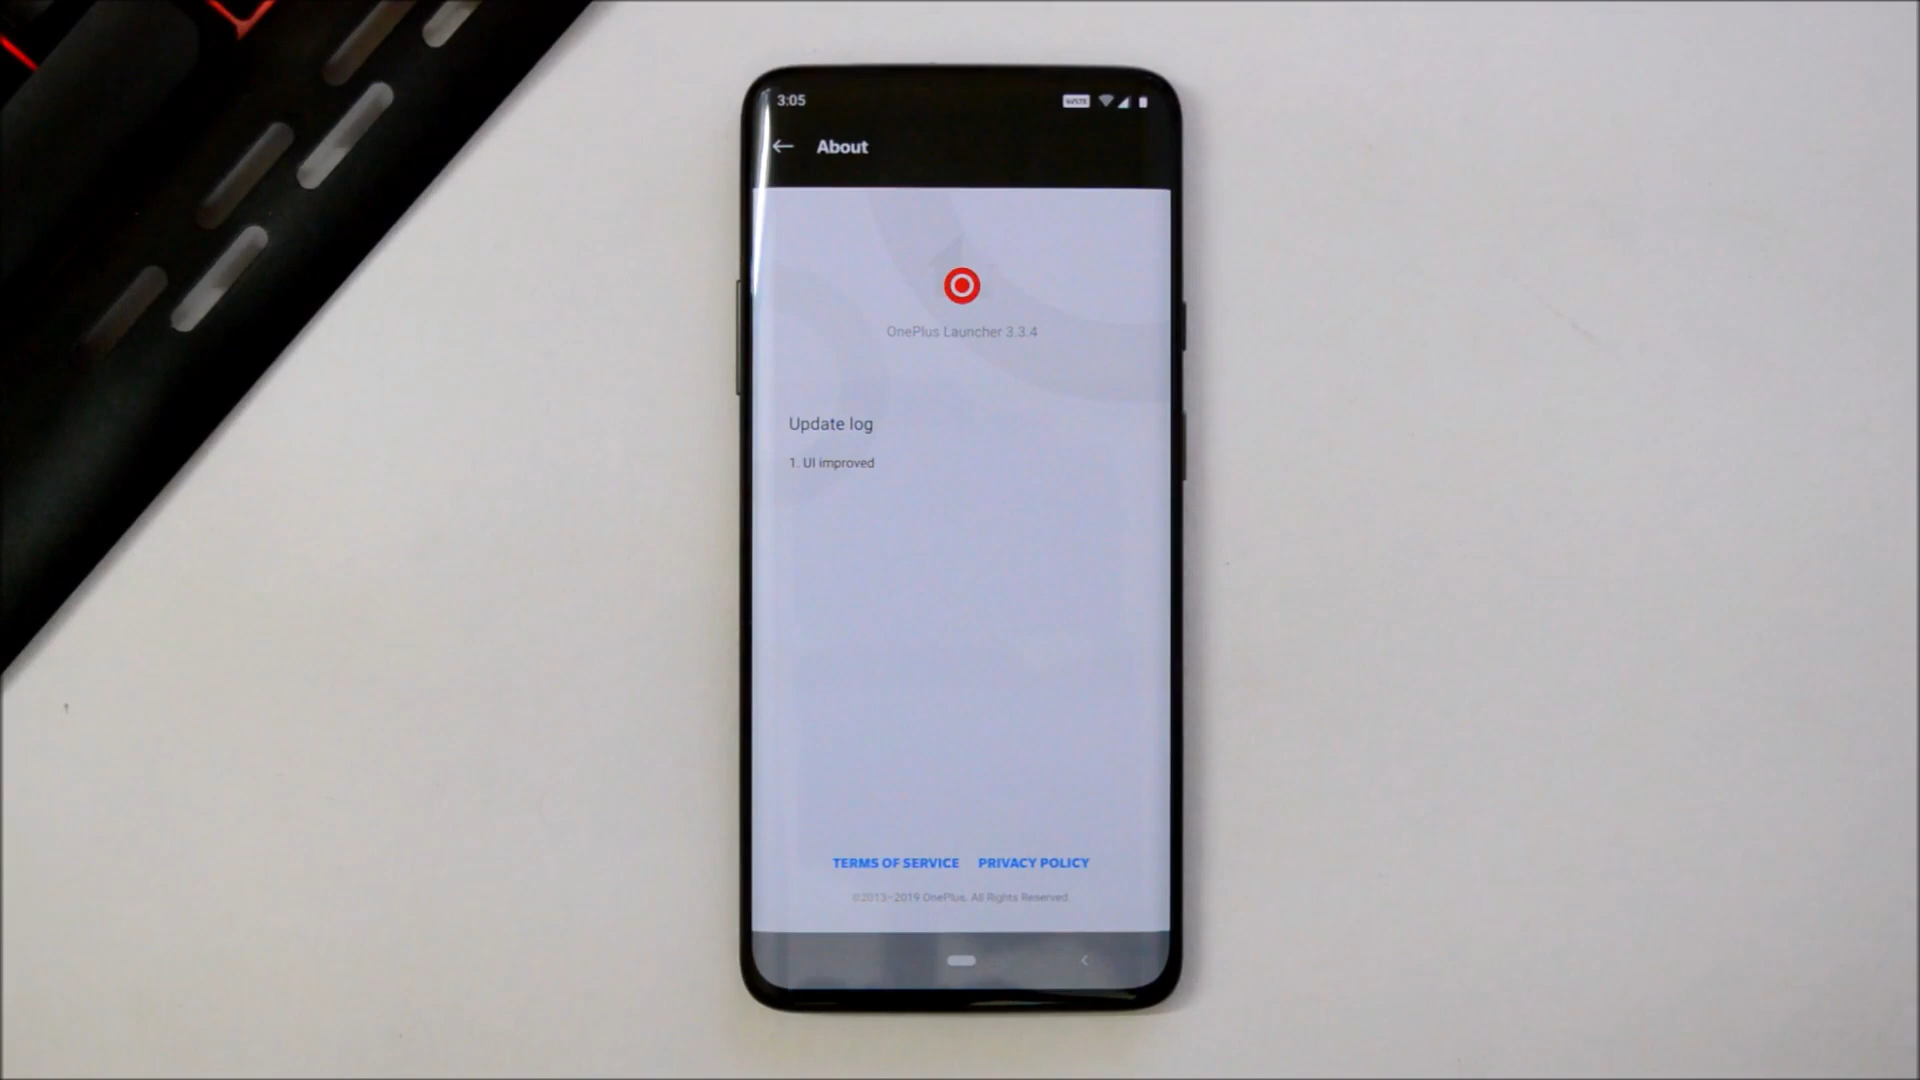 3:05
About
OnePlus Launcher 3.3.4
Update log
1. UI improved
TERMS OF SERVICE PRIVACY POLICY
©2013–2019 OnePlus. All Rights Reserved.